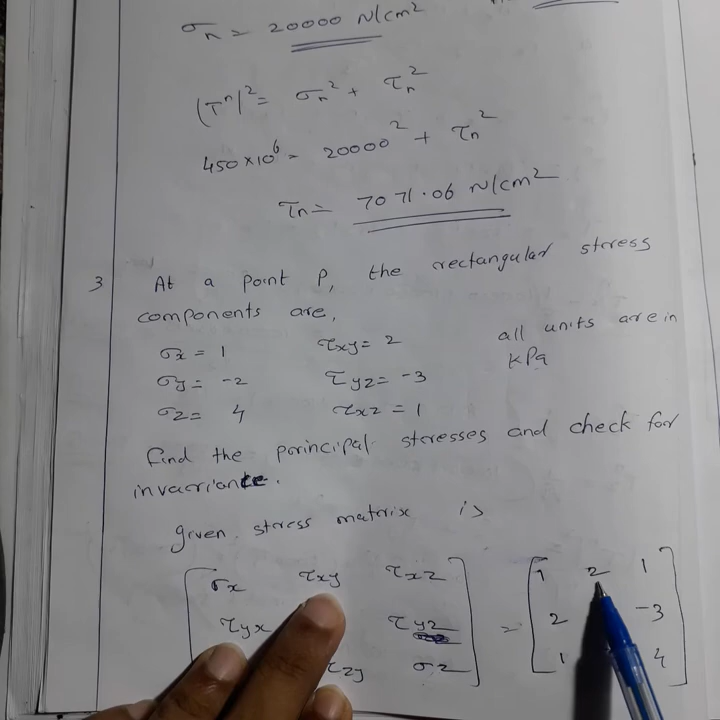 σn = 20000 N/cm²
(Tⁿ)² = σn² + τn²
450×10⁶ = 20000² + τn²
τn = 7071.06 N/cm²
3 At a point P, the rectangular stress
components are,
σx = 1 τxy = 2 all units are in
σy = -2 τyz = -3 kPa
σz = 4 τxz = 1
find the principal stresses and check for
invariance.
given stress matrix is
σx τxy τxz = 1 2 1
τyx τyz 2 -3
τzy σz 1 4